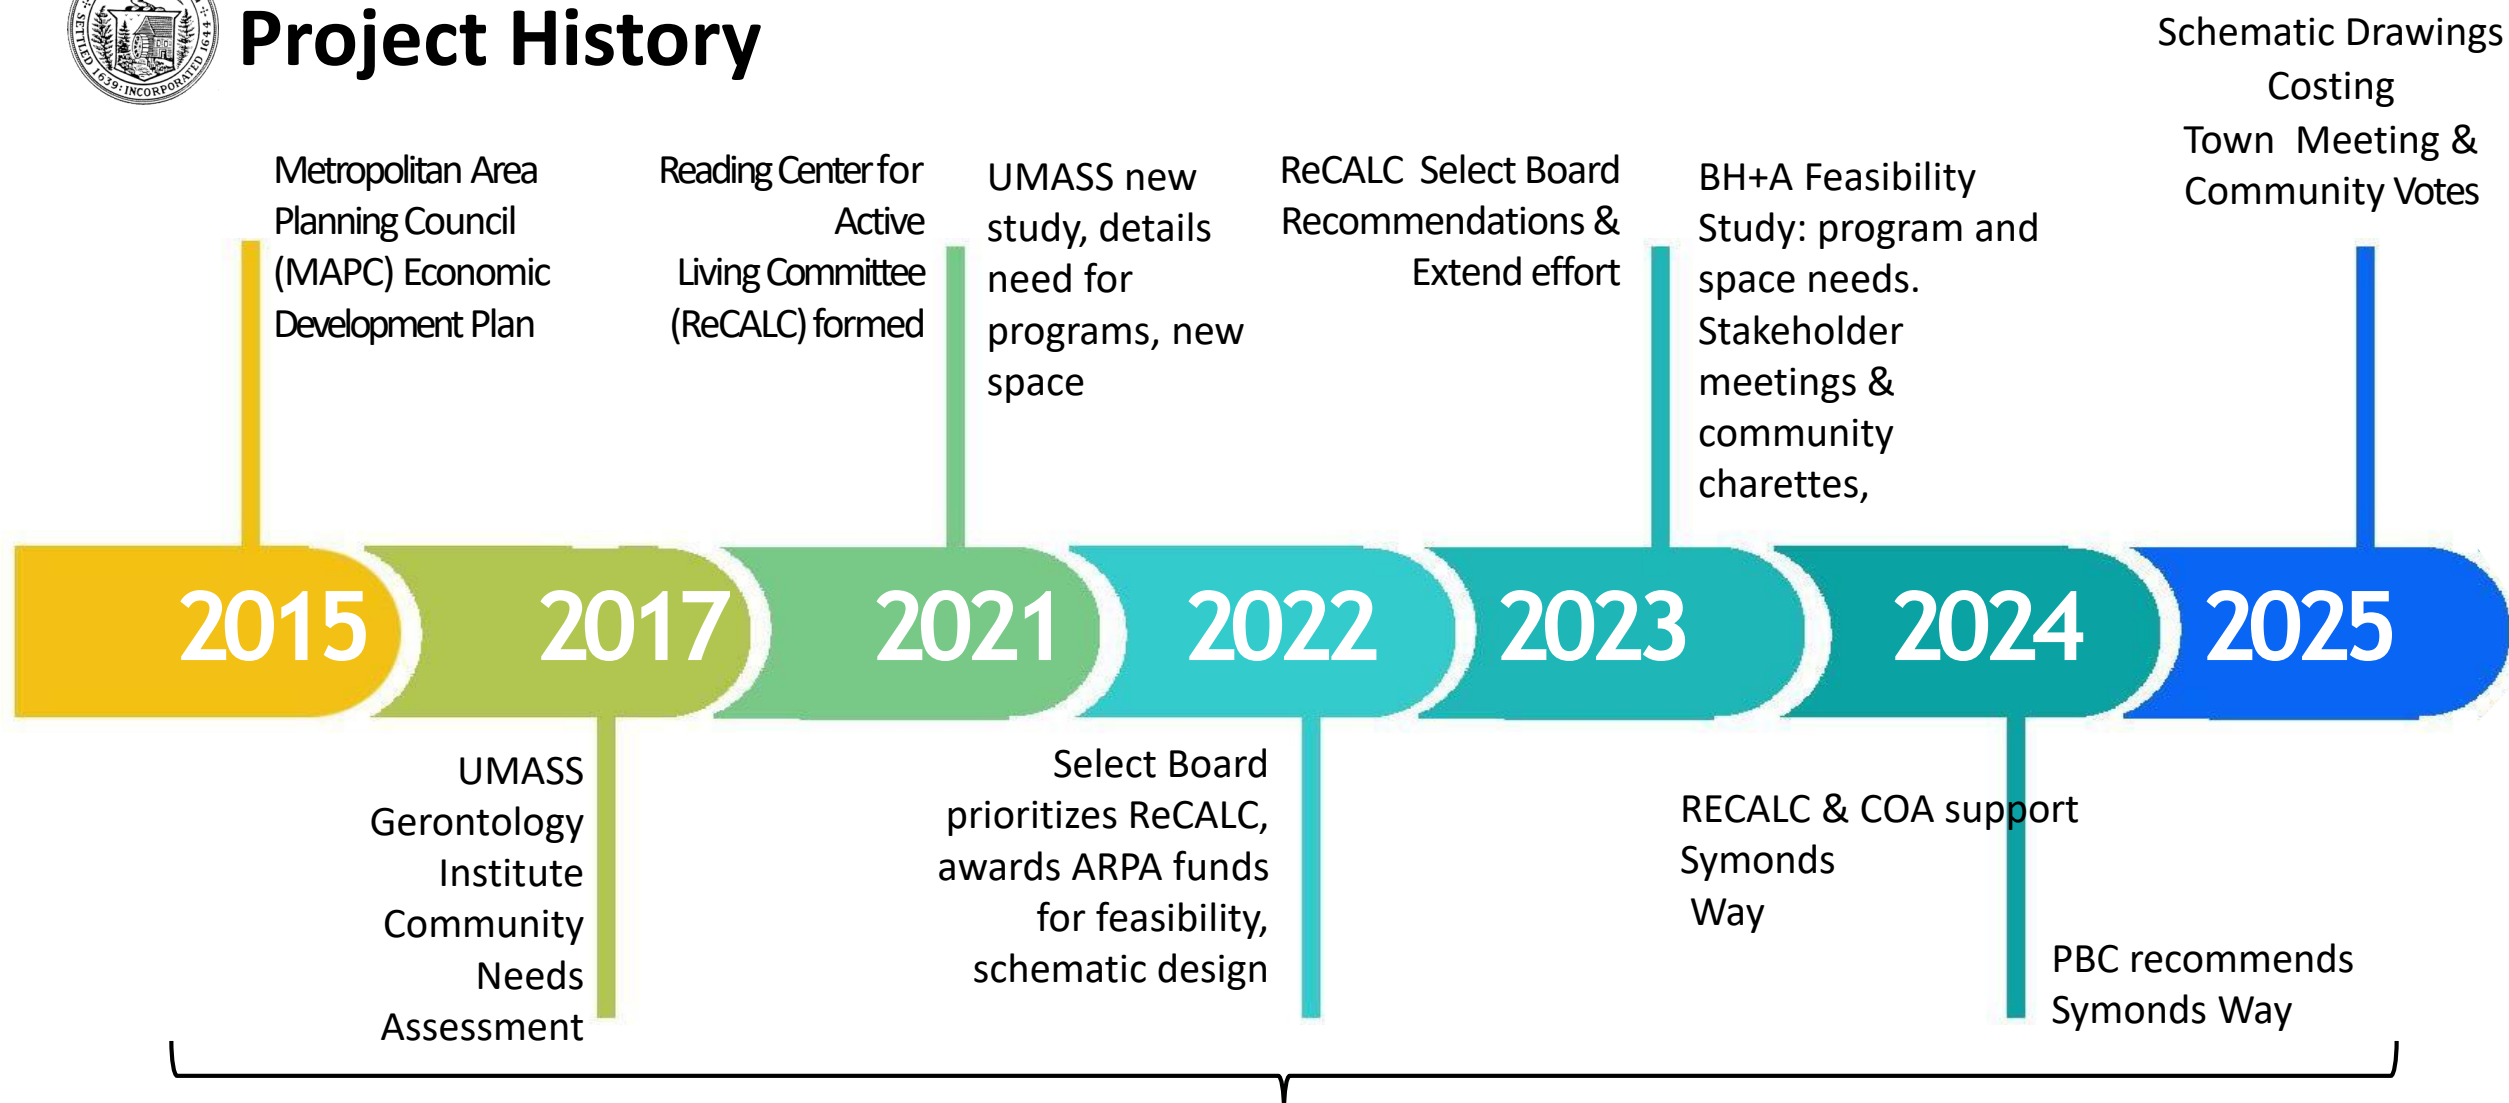 Project History
SETTLED 1639: INCORPORATED 1644
Schematic Drawings
Costing
Town Meeting &
Community Votes
Metropolitan Area
Planning Council
(MAPC) Economic
Development Plan
Reading Center for
Active
Living Committee
(ReCALC) formed
UMASS new
study, details
need for
programs, new
space
ReCALC Select Board
Recommendations &
Extend effort
BH+A Feasibility
Study: program and
space needs.
Stakeholder
meetings &
community
charettes,
2015
2017
2021
2022
2023
2024
2025
UMASS
Gerontology
Institute
Community
Needs
Assessment
Select Board
prioritizes ReCALC,
awards ARPA funds
for feasibility,
schematic design
RECALC & COA support
Symonds
Way
PBC recommends
Symonds Way